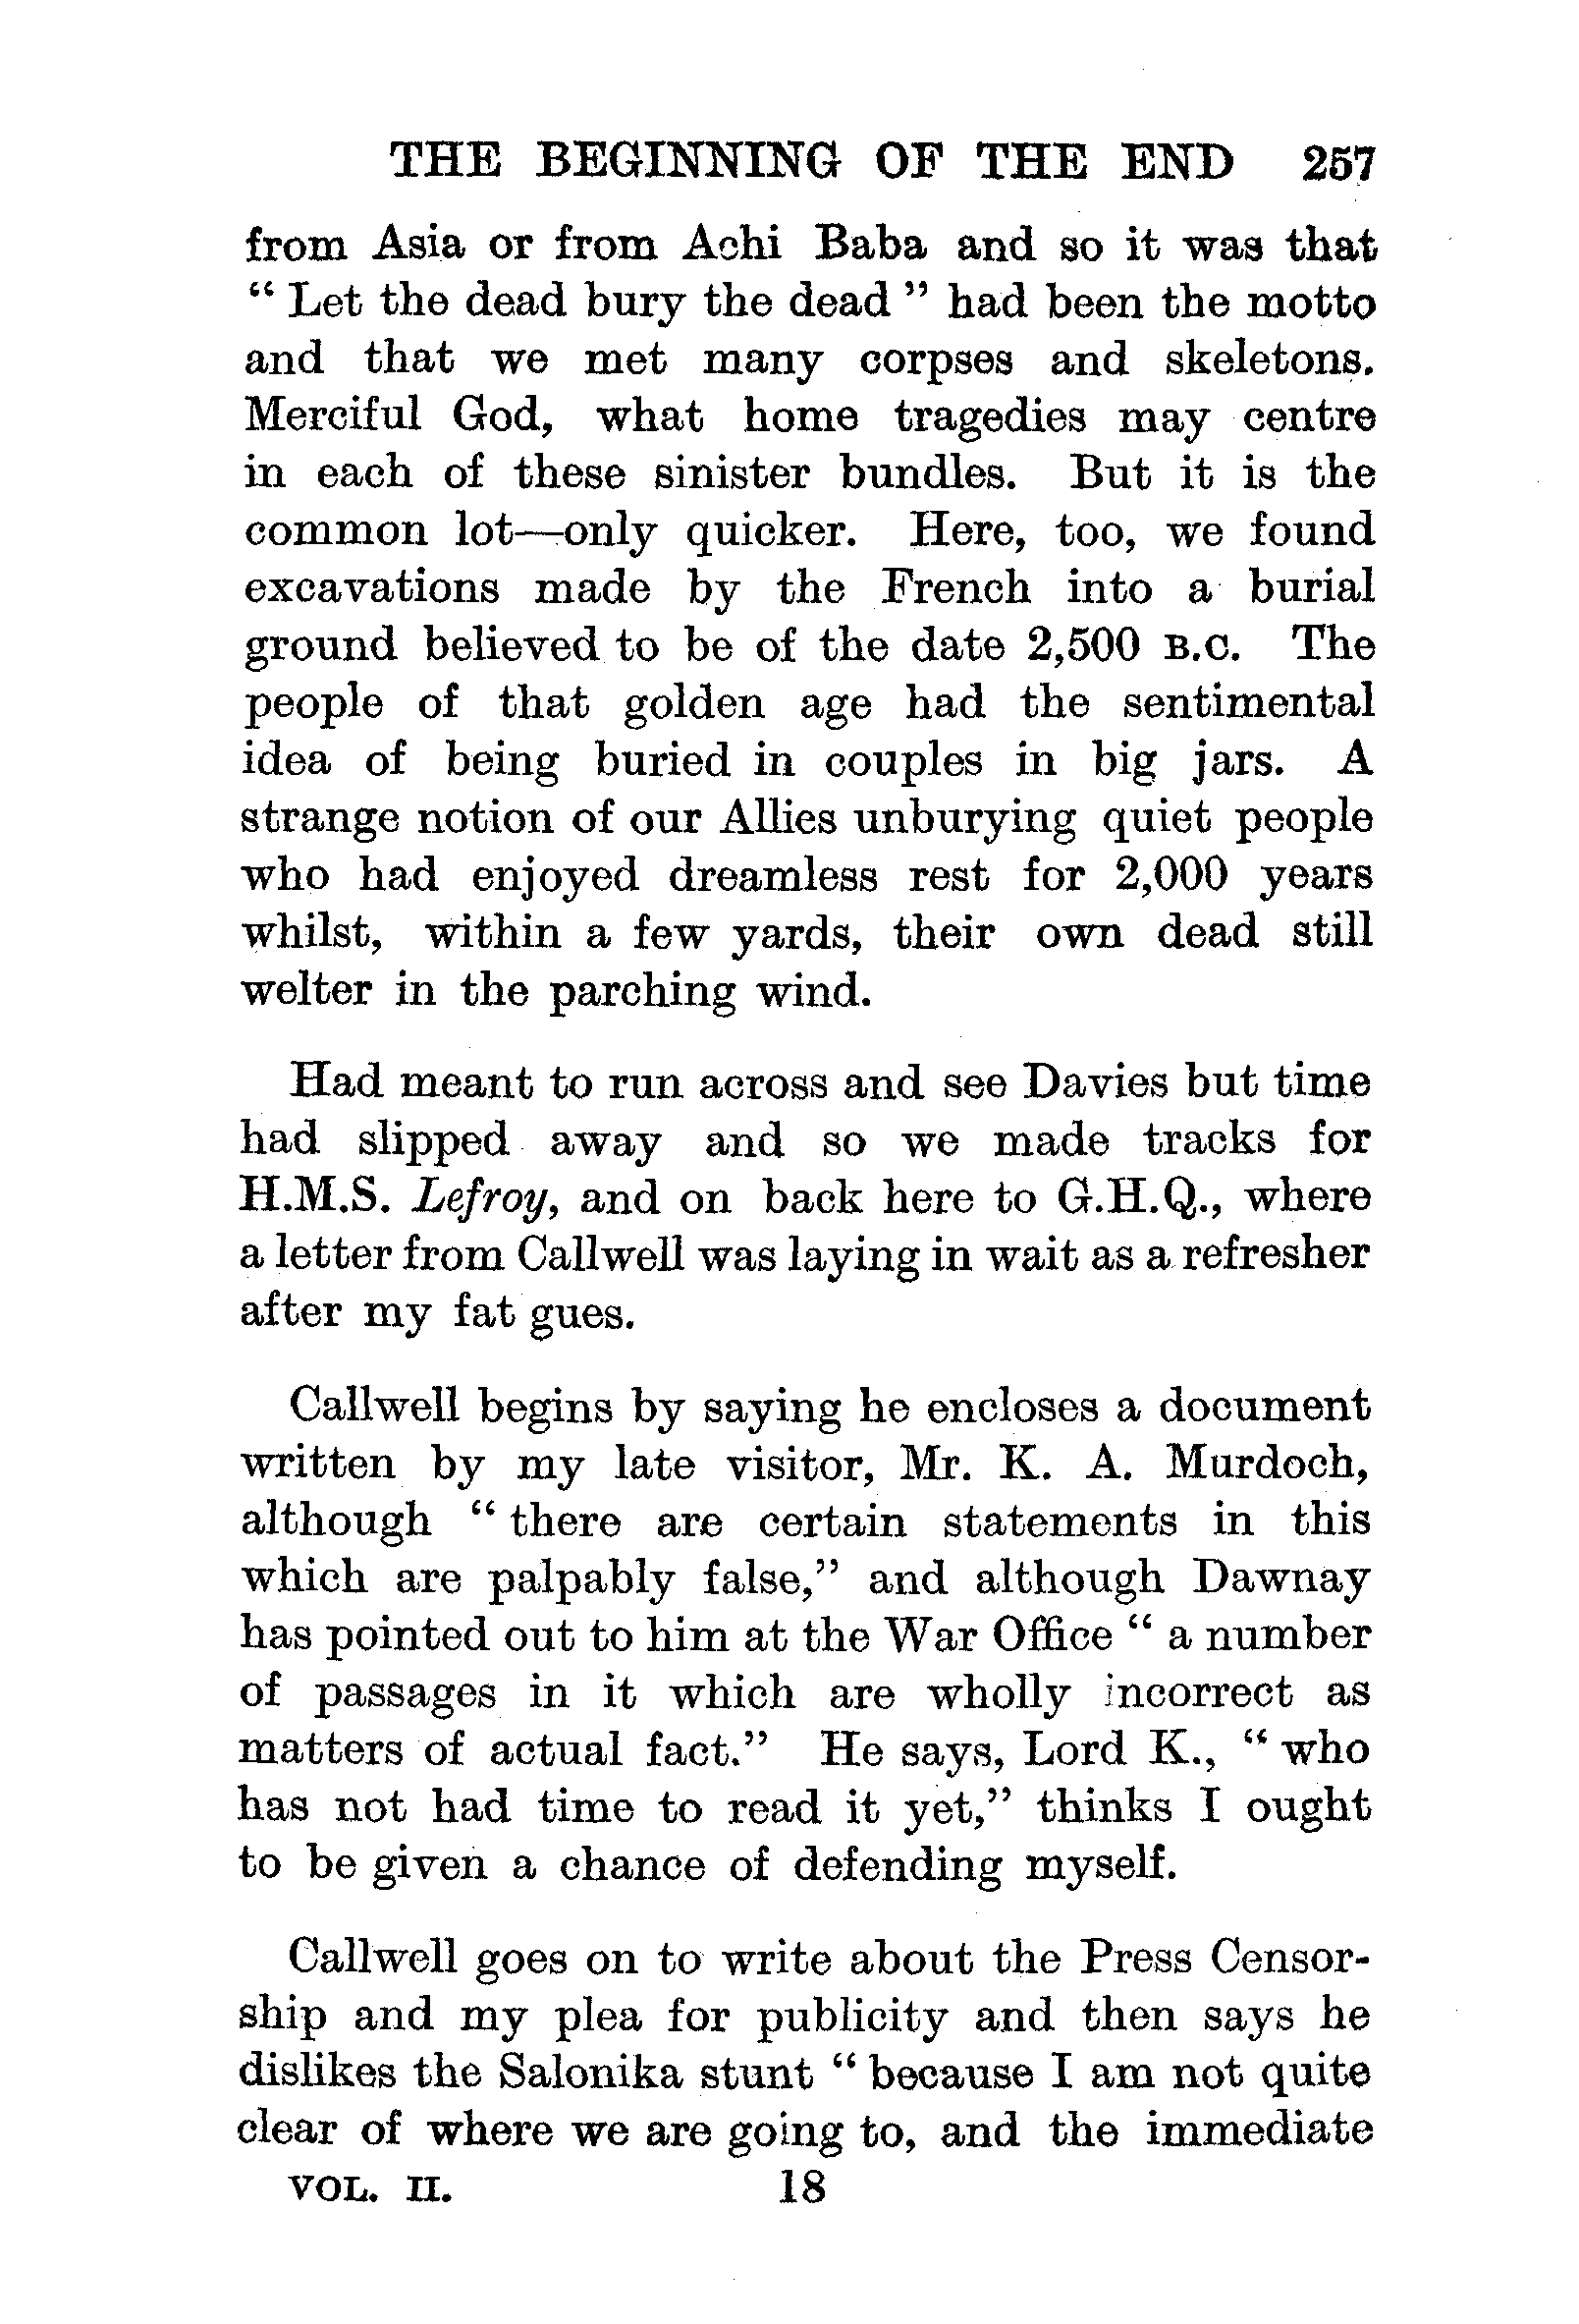 THE BEGINNING OF THE END 257
from Asia or from Achi Baba and so it was that
“ Let the dead bury the dead ” had been the motto
and that we met many corpses and skeletons.
Merciful God, what home tragedies may centre
in each of these sinister bundles. But it is the
common lot—only quicker. Here, too, we found
excavations made by the French into a burial
ground believed to be of the date 2,500 B.C. The
people of that golden age had the sentimental
idea of being buried in couples in big jars. A
strange notion of our Allies unburying quiet people
who had enjoyed dreamless rest for 2,000 years
whilst, within a few yards, their own dead still
welter in the parching wind.
Had meant to run across and see Davies but time
had slipped away and so we made tracks for
H.M.S. Lefroy, and on back here to G.H.Q., where
a letter from Callwell was laying in wait as a refresher
after my fat gues.
Callwell begins by saying he encloses a document
written by my late visitor, Mr. K. A. Murdoch,
although “ there are certain statements in this
which are palpably false,” and although Dawnay
has pointed out to him at the War Office “ a number
of passages in it which are wholly incorrect as
matters of actual fact.” He says, Lord K., “ who
has not had time to read it yet,” thinks I ought
to be given a chance of defending myself.
Callwell goes on to write about the Press Censor-
ship and my plea for publicity and then says he
dislikes the Salonika stunt “ because I am not quite
clear of where we are going to, and the immediate
VOL. II. 18